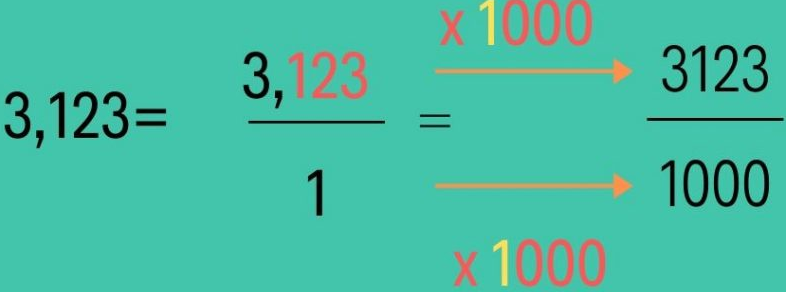 x 1000
3,123= 3,123 = 3123
1 1000
x 1000